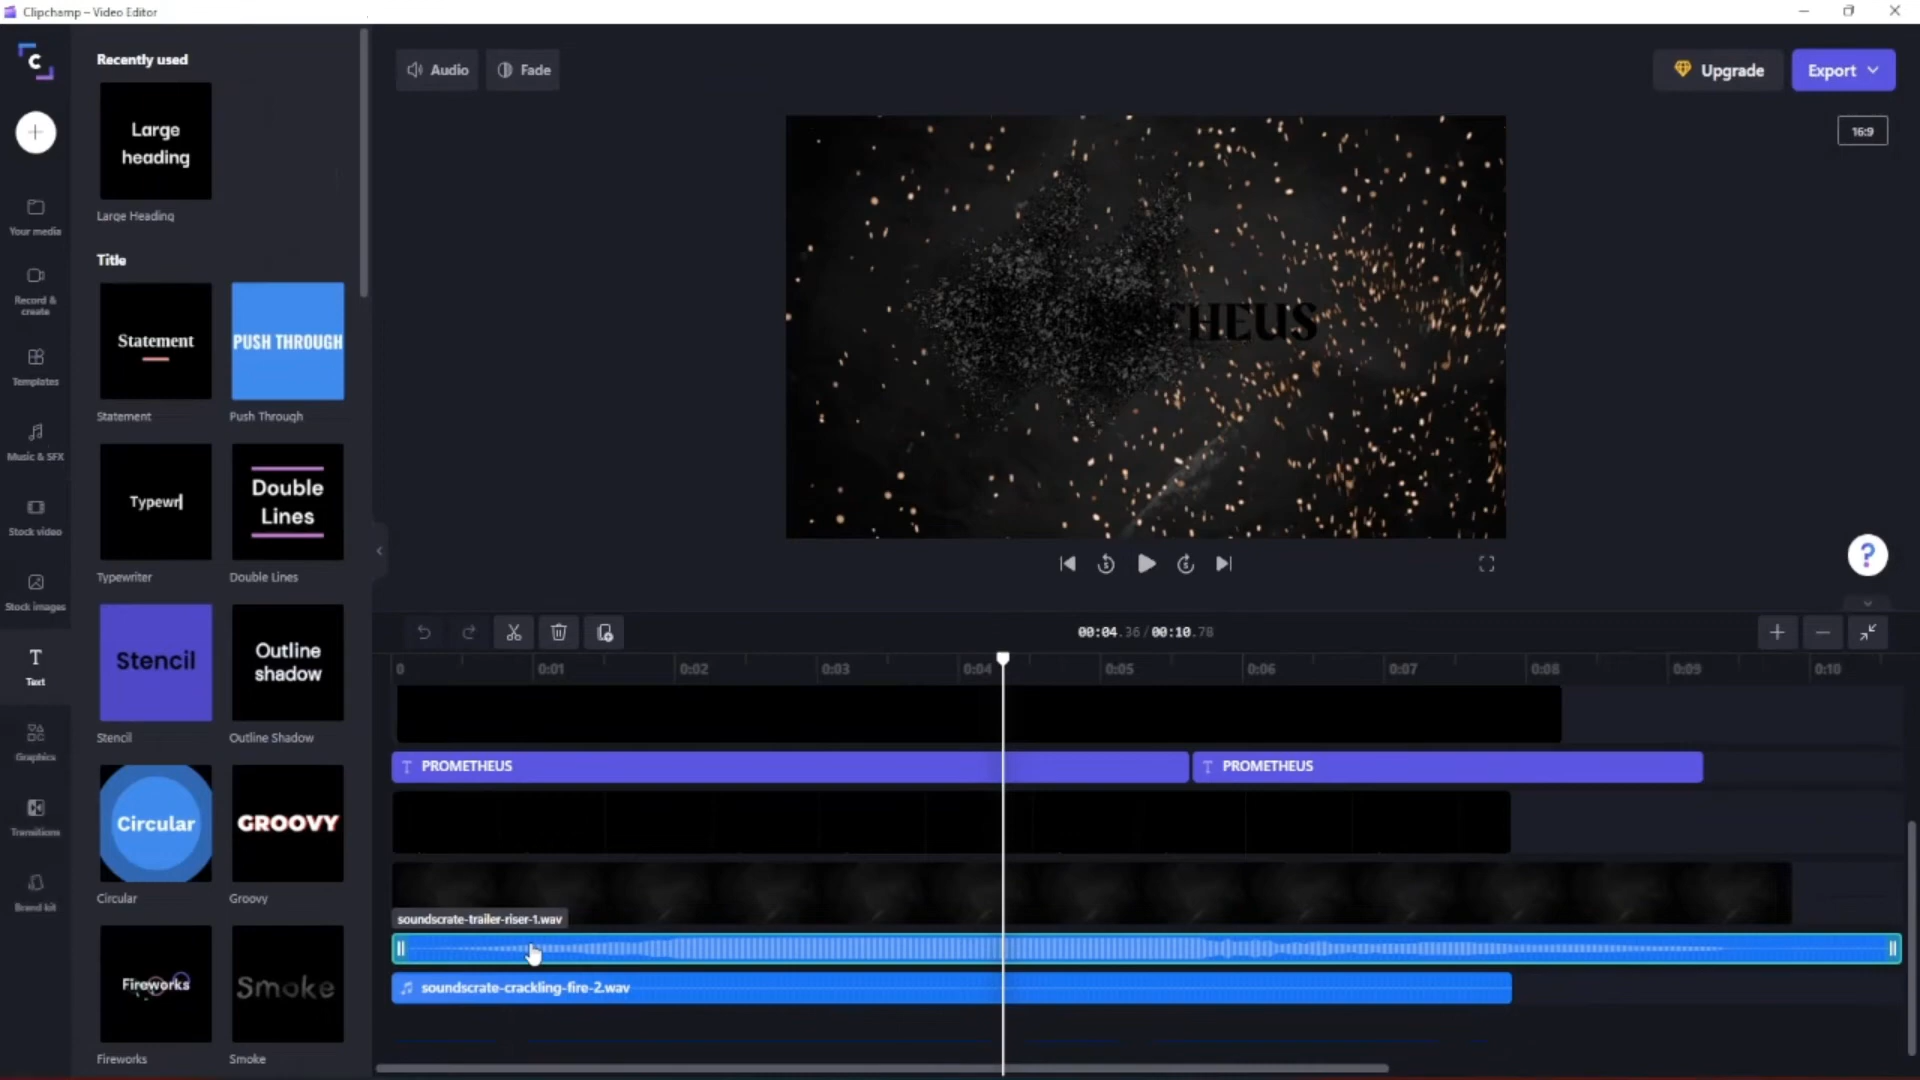 Clipchamp – Video Editor
C
Your media
Record &
create
Templates
Music & SFX
Stock video
Stock images
T
Text
Graphics
Transitions
Brand kit
Recently used
Large
heading
Large Heading
Title
Statement
Statement
PUSH THROUGH
Push Through
Typewr
Typewriter
Double
Lines
Double Lines
Stencil
Stencil
Outline
shadow
Outline Shadow
Circular
Circular
GROOVY
Groovy
Fireworks
Fireworks
Smoke
Smoke
Audio
Fade
Upgrade
Export
16:9
THEUS
5
5
?
00:04.36/00:10.78
0
0:01
0:02
0:03
0:04
0:05
0:06
0:07
0:08
0:09
0:10
T PROMETHEUS
T PROMETHEUS
soundscrate-trailer-riser-1.wav
soundscrate-crackling-fire-2.wav